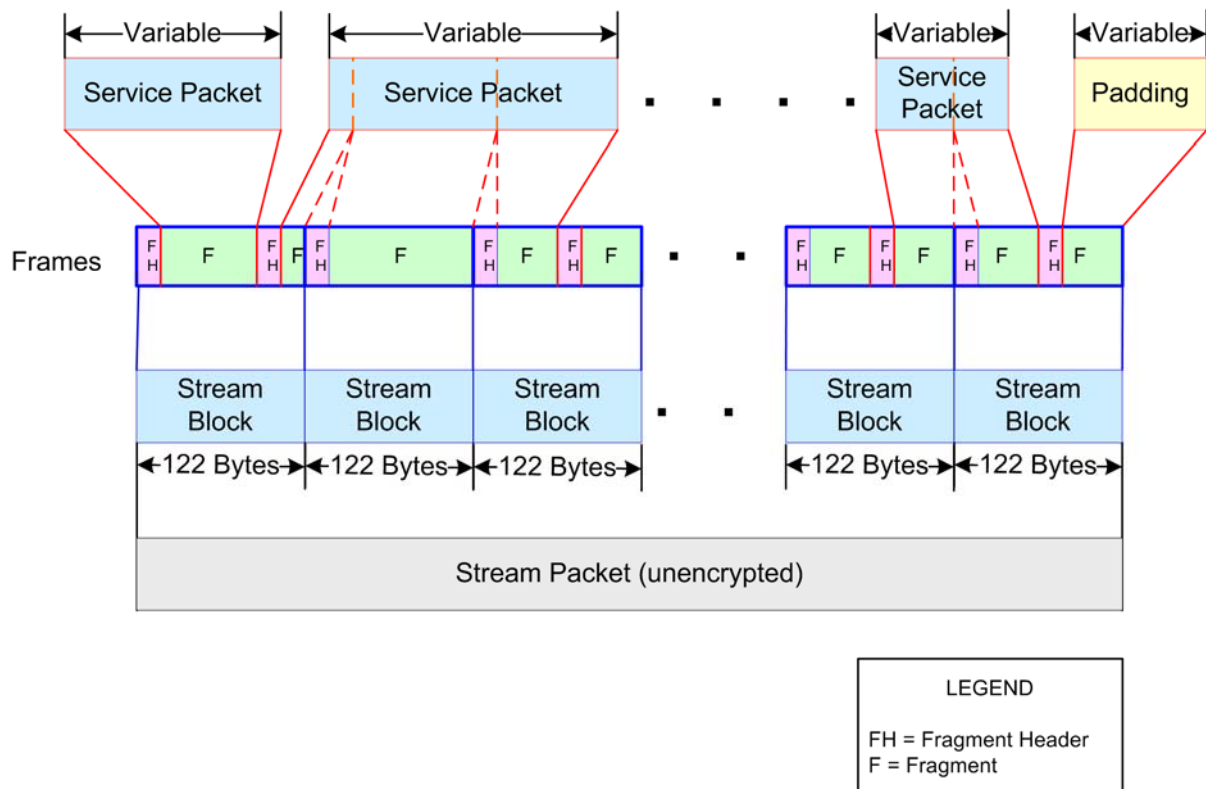 Variable
Variable
Variable
Variable
Service Packet
Service Packet
Service
Packet
Padding
Frames
F
H
F
F
H
F
F
H
F
F
H
F
F
H
F
F
H
F
F
H
F
F
H
F
F
H
F
Stream
Block
Stream
Block
Stream
Block
Stream
Block
Stream
Block
122 Bytes
122 Bytes
122 Bytes
122 Bytes
122 Bytes
Stream Packet (unencrypted)
LEGEND
FH = Fragment Header
F = Fragment